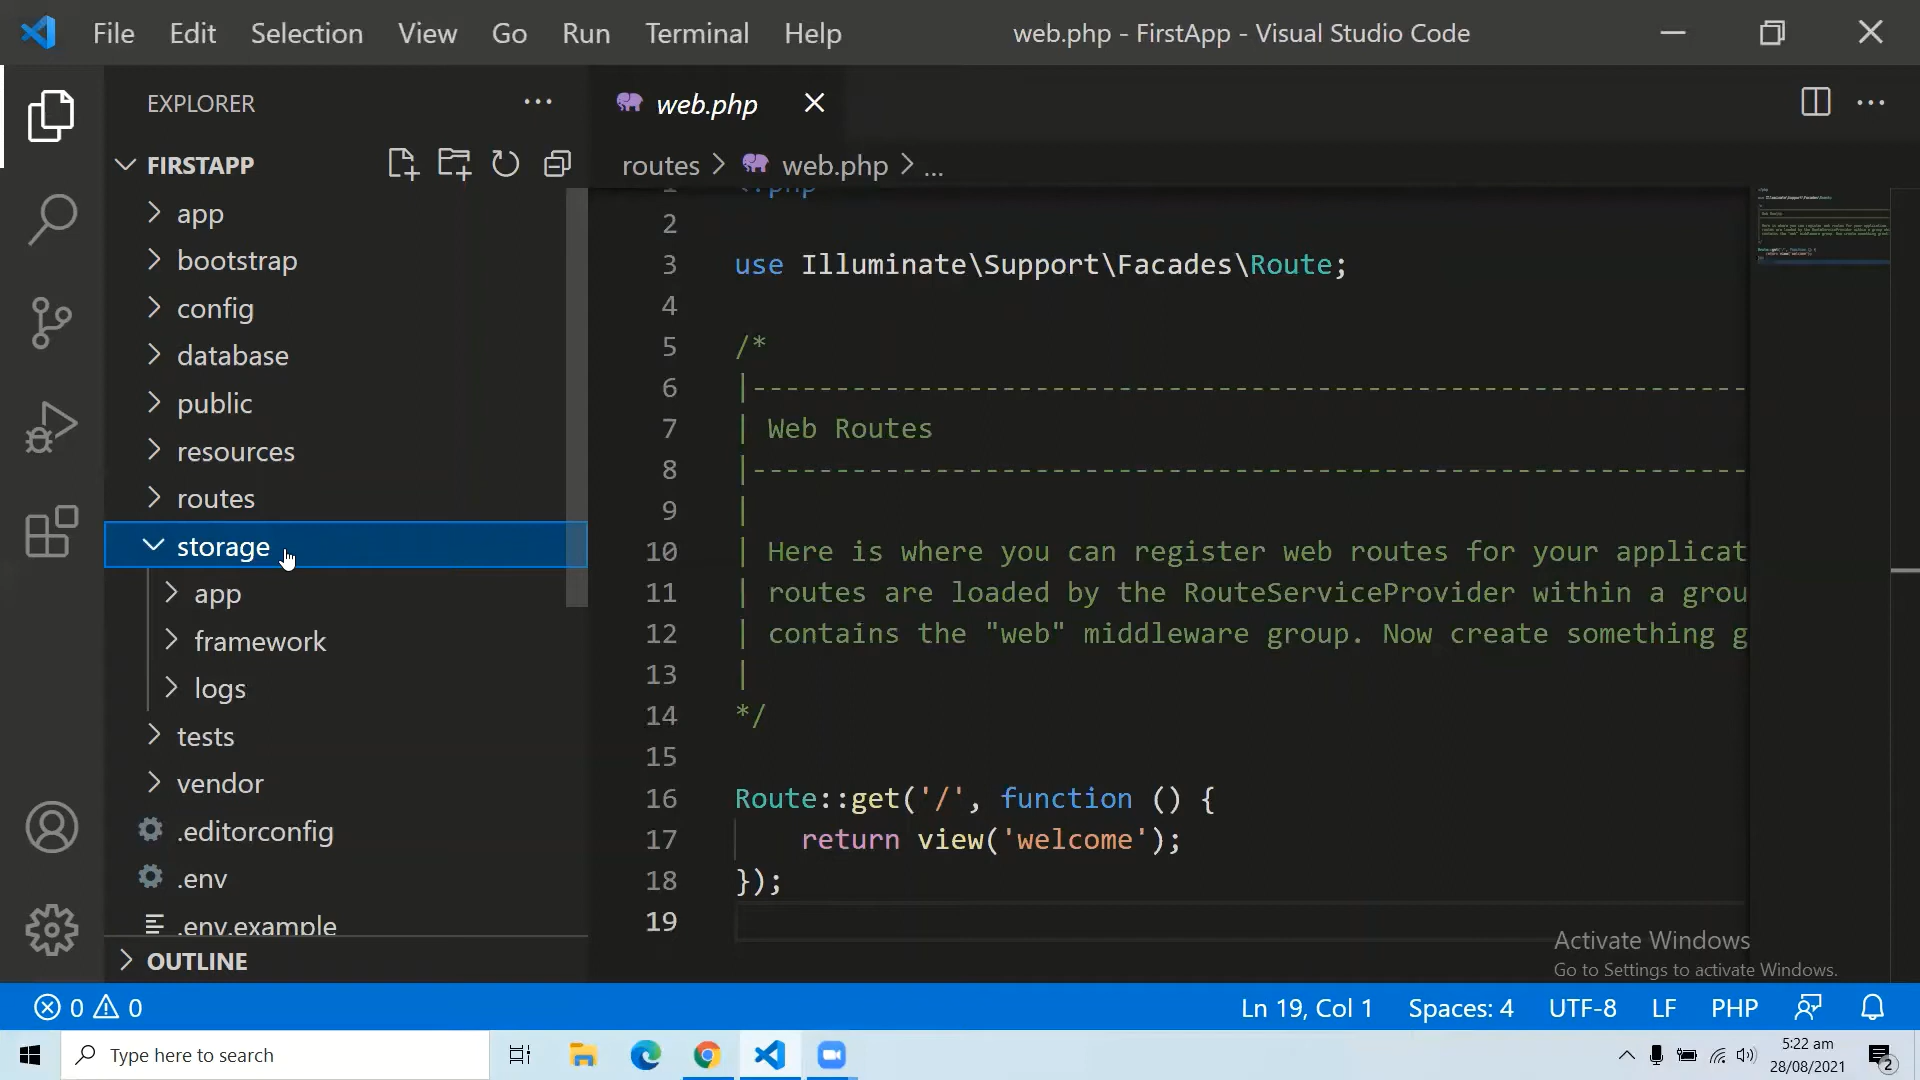 File Edit Selection View Go Run Terminal Help
web.php - FirstApp - Visual Studio Code
EXPLORER
FIRSTAPP
app
bootstrap
config
database
public
resources
routes
storage
app
framework
logs
tests
vendor
.editorconfig
.env
.env.example
OUTLINE
web.php
routes > web.php > ...
1 <?php
2
3 use Illuminate\Support\Facades\Route;
4
5 /*
6 |--------------------------------------------------------------
7 | Web Routes
8 |--------------------------------------------------------------
9 |
10 | Here is where you can register web routes for your applicat
11 | routes are loaded by the RouteServiceProvider within a grou
12 | contains the "web" middleware group. Now create something g
13 |
14 */
15
16 Route::get('/', function () {
17 return view('welcome');
18 });
19
Activate Windows
Go to Settings to activate Windows.
0 0
Ln 19, Col 1 Spaces: 4 UTF-8 LF PHP
Type here to search
5:22 am
28/08/2021
2